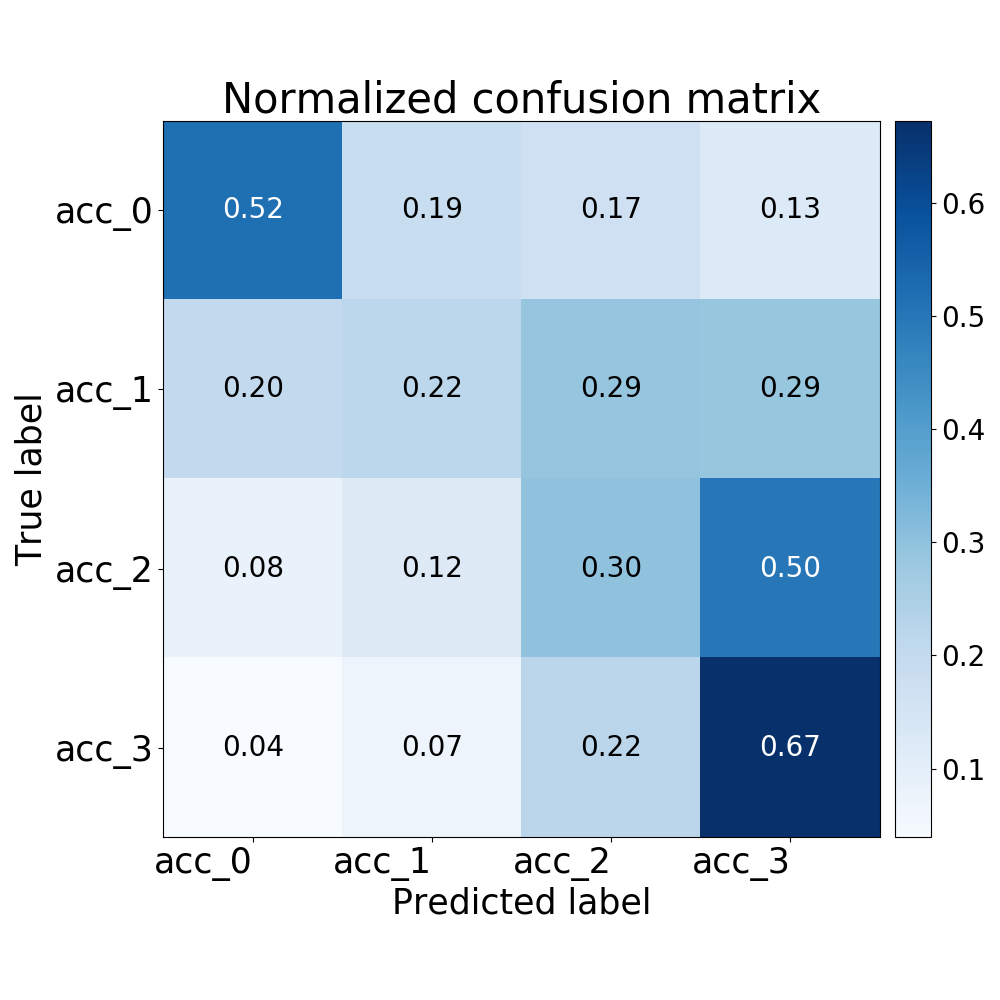 Normalized confusion matrix
True label
acc_0 0.52 0.19 0.17 0.13
acc_1 0.20 0.22 0.29 0.29
acc_2 0.08 0.12 0.30 0.50
acc_3 0.04 0.07 0.22 0.67
acc_0 acc_1 acc_2 acc_3
Predicted label
0.6
0.5
0.4
0.3
0.2
0.1